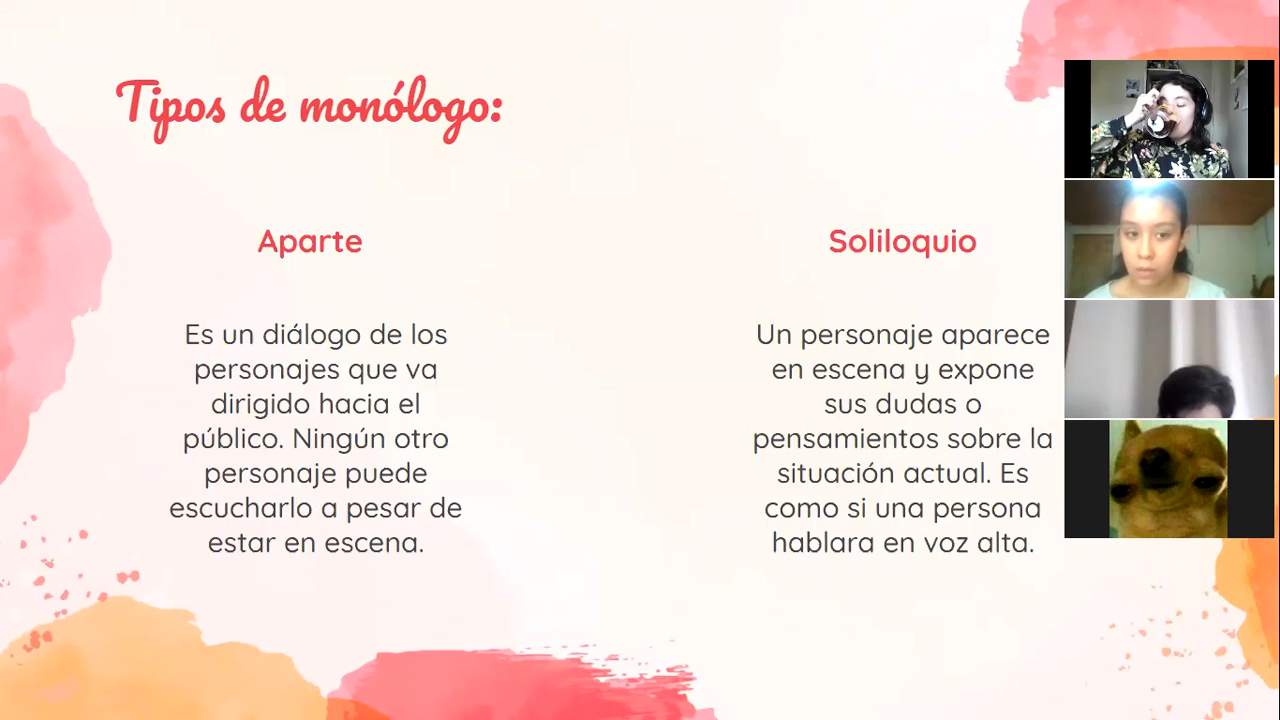 Tipos de monólogo:
Aparte
Es un diálogo de los
personajes que va
dirigido hacia el
público. Ningún otro
personaje puede
escucharlo a pesar de
estar en escena.
Soliloquio
Un personaje aparece
en escena y expone
sus dudas o
pensamientos sobre la
situación actual. Es
como si una persona
hablara en voz alta.